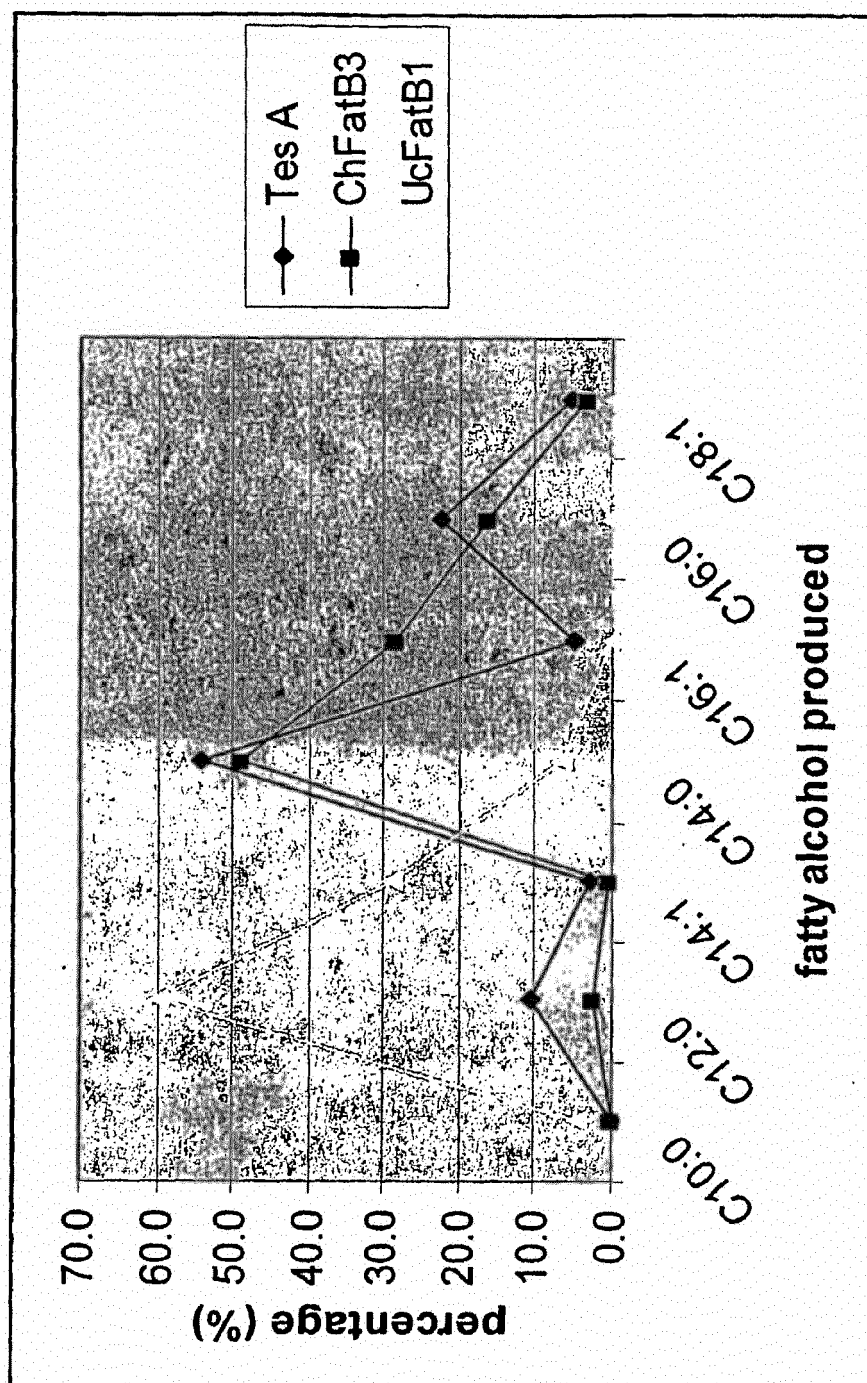 Tes A
ChFatB3
UcFatB1
percentage (%)
70.0
60.0
50.0
40.0
30.0
20.0
10.0
0.0
C10:0
C12:0
C14:1
C14:0
C16:1
C16:0
C18:1
fatty alcohol produced